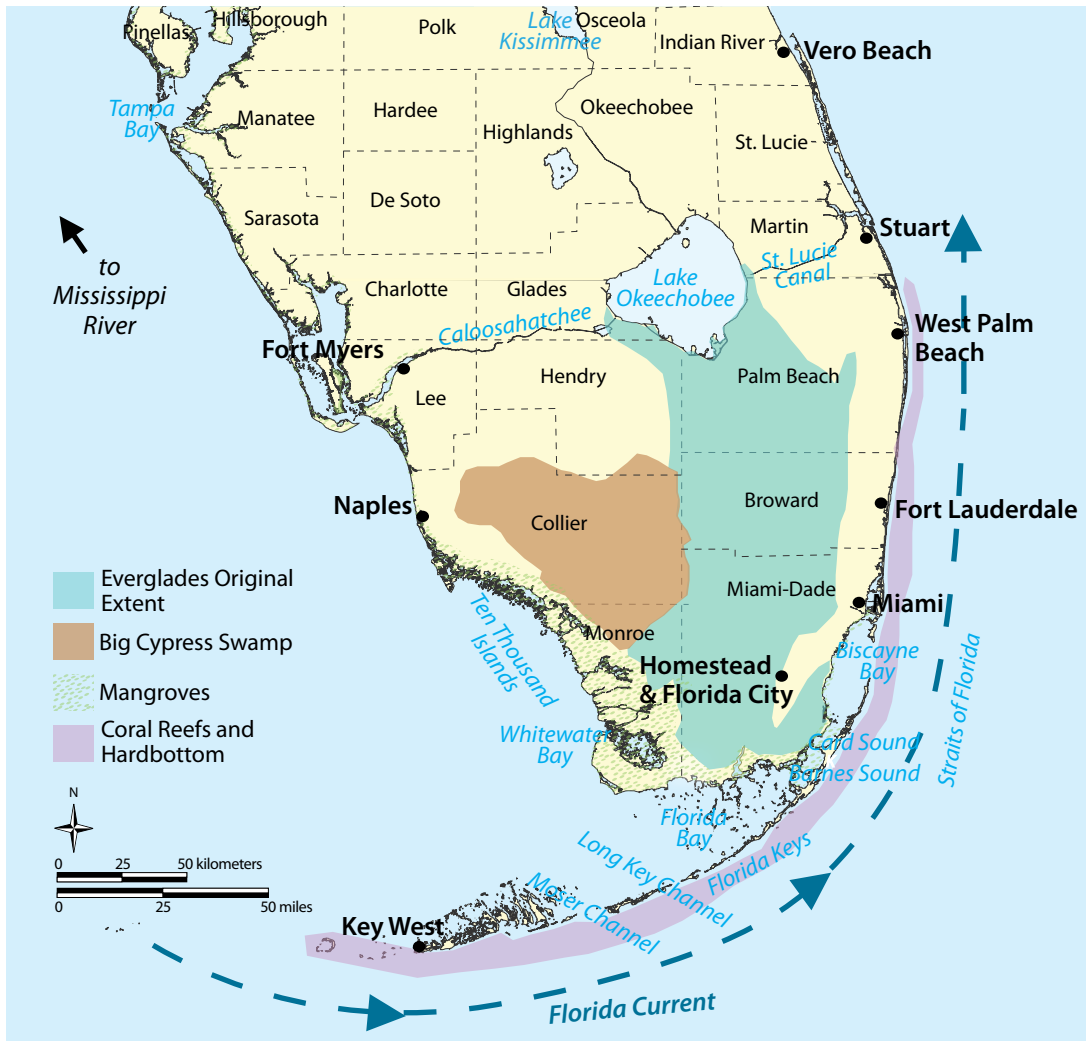 Pinellas
Hillsborough
Polk
Lake
Kissimmee
Osceola
Indian River
Vero Beach
Tampa
Bay
Manatee
Hardee
Highlands
Okeechobee
St. Lucie
De Soto
Sarasota
Martin
Stuart
to
Mississippi
River
Charlotte
Glades
Lake
Okeechobee
St. Lucie
Canal
Caloosahatchee
West Palm
Beach
Fort Myers
Lee
Hendry
Palm Beach
Naples
Collier
Broward
Fort Lauderdale
Everglades Original
Extent
Big Cypress Swamp
Mangroves
Coral Reefs and
Hardbottom
Miami-Dade
Miami
Ten Thousand
Islands
Monroe
Homestead
& Florida City
Biscayne
Bay
Whitewater
Bay
Card Sound
Barnes Sound
Straits of Florida
Florida
Bay
Long Key Channel
Florida Keys
Moser Channel
Key West
Florida Current
N
0 25 50 kilometers
0 25 50 miles